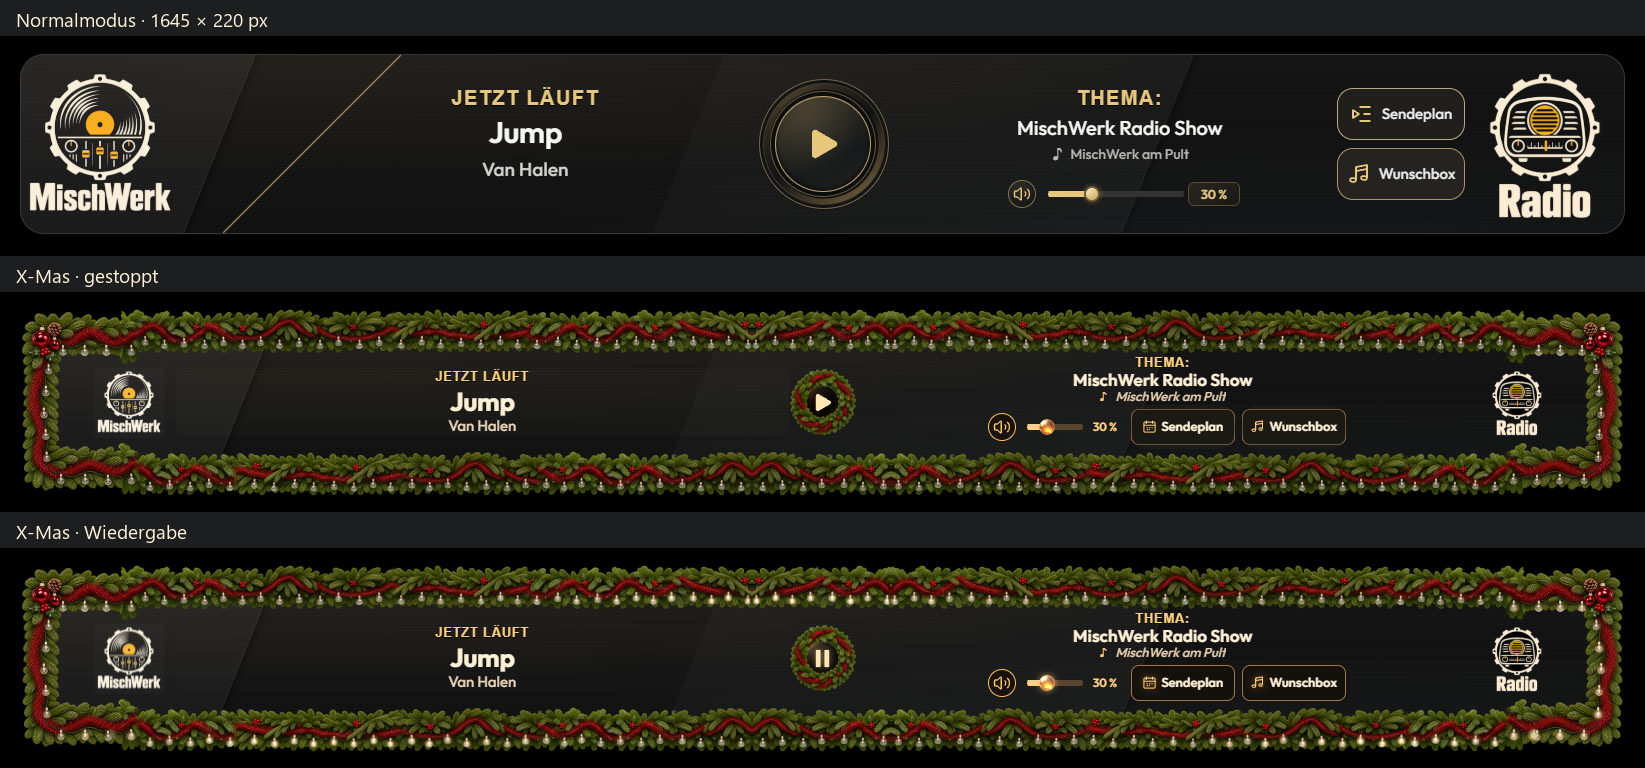 Normalmodus · 1645 × 220 px
JETZT LÄUFT
Jump
Van Halen
THEMA:
MischWerk Radio Show
MischWerk am Pult
30 %
Sendeplan
Wunschbox
MischWerk
Radio
X-Mas · gestoppt
JETZT LÄUFT
Jump
Van Halen
THEMA:
MischWerk Radio Show
MischWerk am Pult
30 %
Sendeplan
Wunschbox
MischWerk
Radio
X-Mas · Wiedergabe
JETZT LÄUFT
Jump
Van Halen
THEMA:
MischWerk Radio Show
MischWerk am Pult
30 %
Sendeplan
Wunschbox
MischWerk
Radio